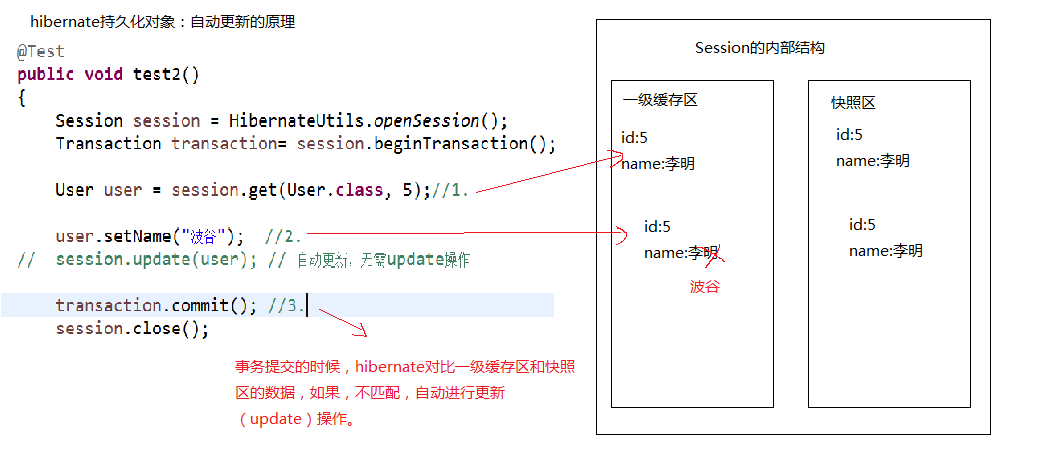 hibernate持久化对象：自动更新的原理
@Test
public void test2()
{
Session session = HibernateUtils.openSession();
Transaction transaction= session.beginTransaction();
User user = session.get(User.class, 5);//1.
user.setName("波谷");  //2.
//  session.update(user); // 自动更新，无需update操作
transaction.commit(); //3.
session.close();
事务提交的时候，hibernate对比一级缓存区和快照
区的数据，如果，不匹配，自动进行更新
（update）操作。
Session的内部结构
一级缓存区
id:5
name:李明
id:5
name:李明
波谷
快照区
id:5
name:李明
id:5
name:李明